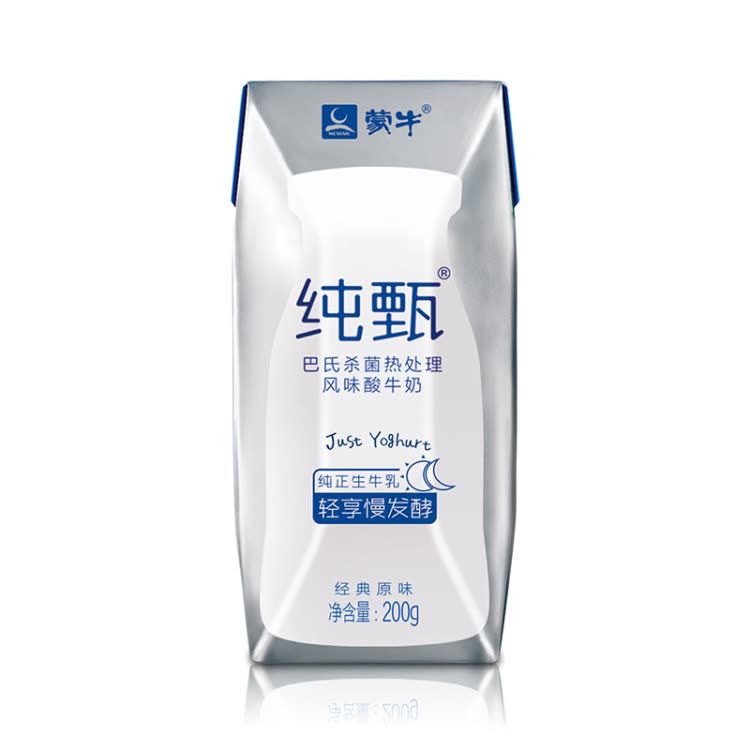 MENGNIU
蒙牛®
纯甄®
巴氏杀菌热处理
风味酸牛奶
Just Yoghurt
纯正生牛乳
轻享慢发酵
经典原味
净含量:200g